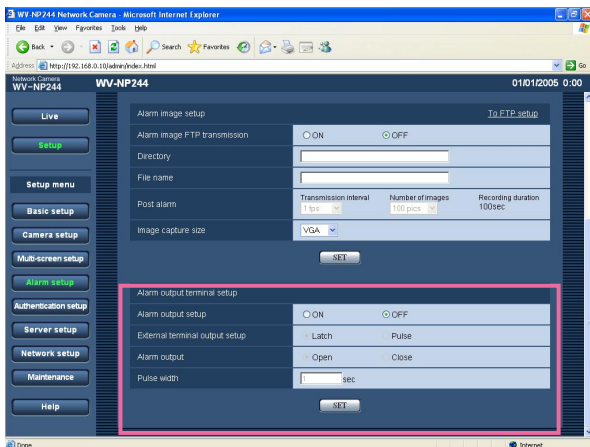 WV-NP244 Network Camera - Microsoft Internet Explorer
File Edit View Favorites Tools Help
Back Search Favorites
Address http://192.168.0.10/admin/index.html Go
Network Camera
WV-NP244
WV-NP244
01/01/2005 0:00
Live
Setup
Setup menu
Basic setup
Camera setup
Multi-screen setup
Alarm setup
Authentication setup
Server setup
Network setup
Maintenance
Help
Alarm image setup To FTP setup
Alarm image FTP transmission ON OFF
Directory
File name
Post alarm Transmission interval Number of images Recording duration
1 fps 100 pics 100sec
Image capture size VGA
SET
Alarm output terminal setup
Alarm output setup ON OFF
External terminal output setup Latch Pulse
Alarm output Open Close
Pulse width 1 sec
SET
Done Internet